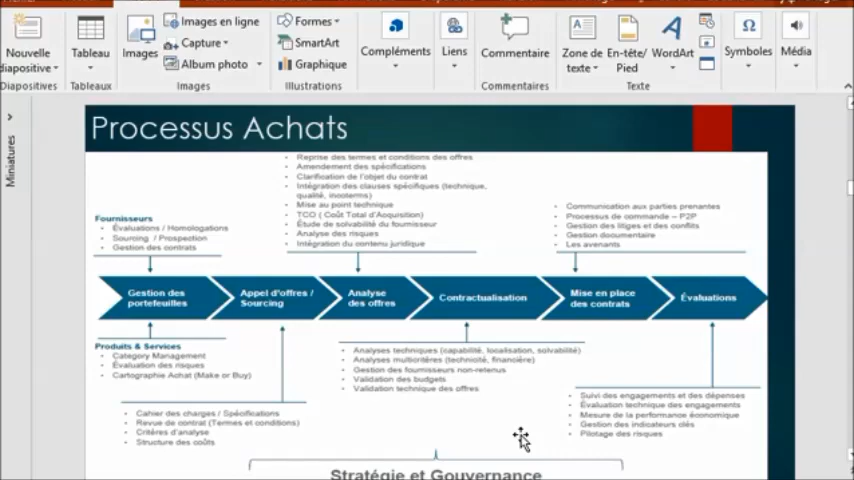 Nouvelle
diapositive
Diapositives
Tableau
Tableaux
Images
Images en ligne
Capture
Album photo
Images
Formes
SmartArt
Graphique
Illustrations
Compléments
Liens
Commentaire
Commentaires
Zone de
texte
En-tête/
Pied
WordArt
Texte
Symboles
Média
Miniatures
Processus Achats
Reprise des termes et conditions des offres
Amendement des spécifications
Clarification de l'objet du contrat
Intégration des clauses spécifiques (technique,
qualité, incoterms)
Mise au point technique
TCO ( Coût Total d'Acquisition)
Étude de solvabilité du fournisseur
Analyse des risques
Intégration du contenu juridique
Communication aux parties prenantes
Processus de commande – P2P
Gestion des litiges et des conflits
Gestion documentaire
Les avenants
Fournisseurs
Évaluations / Homologations
Sourcing / Prospection
Gestion des contrats
Gestion des
portefeuilles
Appel d'offres /
Sourcing
Analyse
des offres
Contractualisation
Mise en place
des contrats
Évaluations
Produits & Services
Category Management
Évaluation des risques
Cartographie Achat (Make or Buy)
Analyses techniques (capabilité, localisation, solvabilité)
Analyses multicritères (technicité, financière)
Gestion des fournisseurs non-retenus
Validation des budgets
Validation technique des offres
Cahier des charges / Spécifications
Revue de contrat (Termes et conditions)
Critères d'analyse
Structure des coûts
Suivi des engagements et des dépenses
Évaluation technique des engagements
Mesure de la performance économique
Gestion des indicateurs clés
Pilotage des risques
Stratégie et Gouvernance